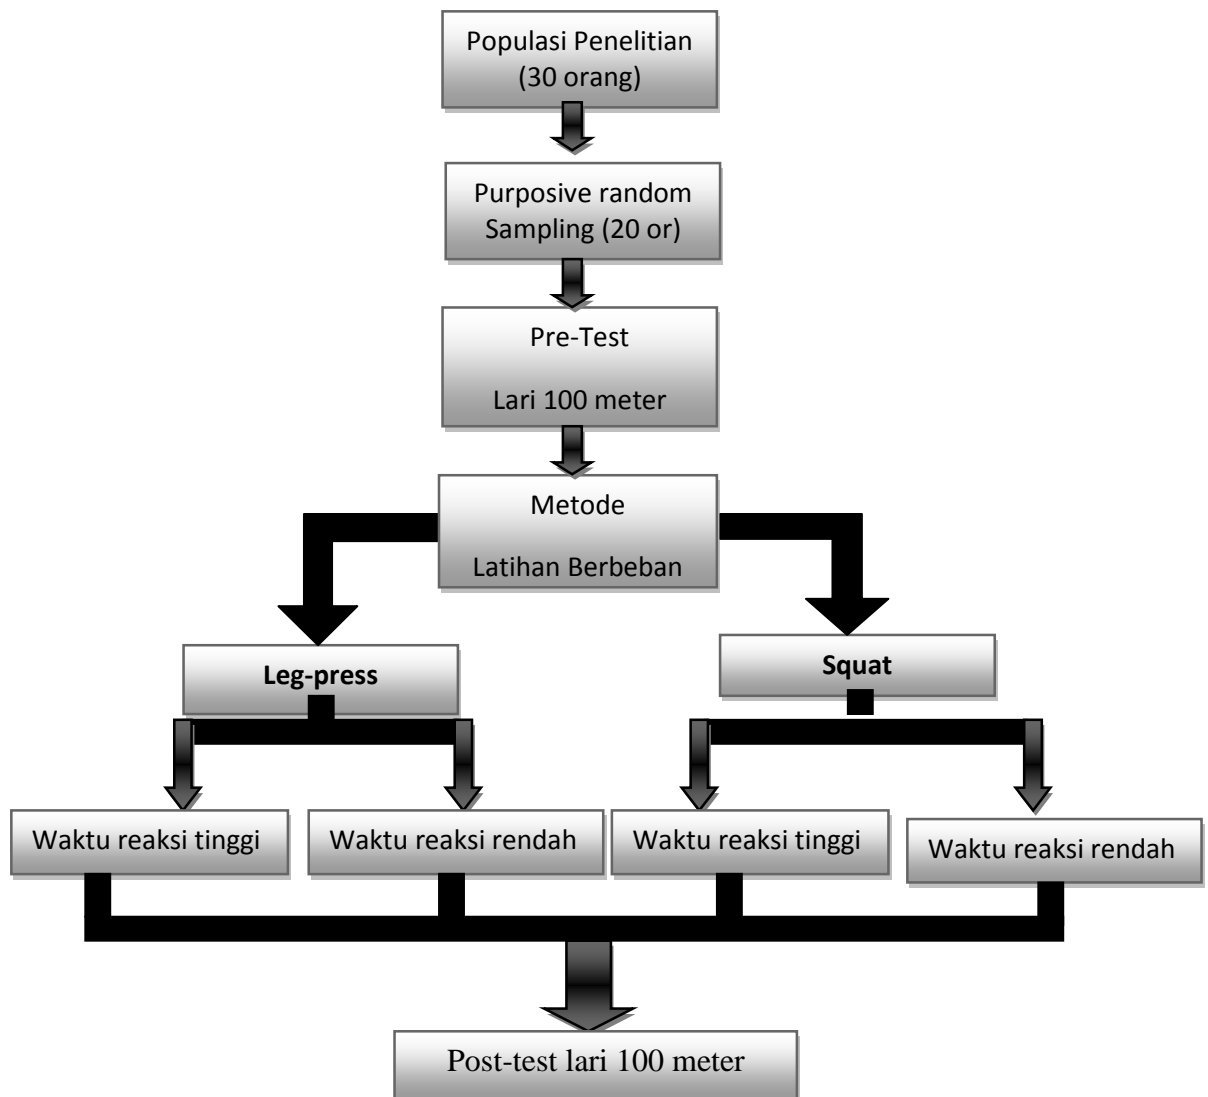 Populasi Penelitian
(30 orang)
Purposive random
Sampling (20 or)
Pre-Test
Lari 100 meter
Metode
Latihan Berbeban
Leg-press
Squat
Waktu reaksi tinggi
Waktu reaksi rendah
Waktu reaksi tinggi
Waktu reaksi rendah
Post-test lari 100 meter